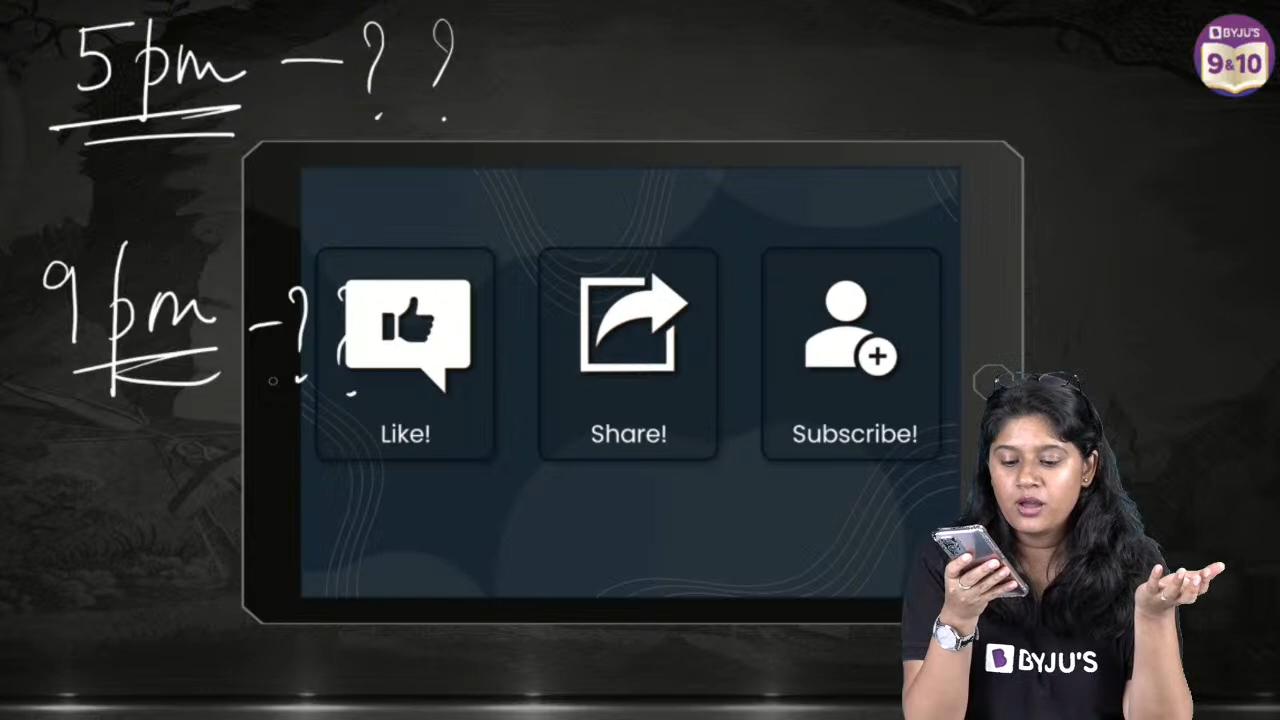 5 pm - ? ?
BYJU'S
9 & 10
9 pm - ? ?
Like!
Share!
Subscribe!
BYJU'S